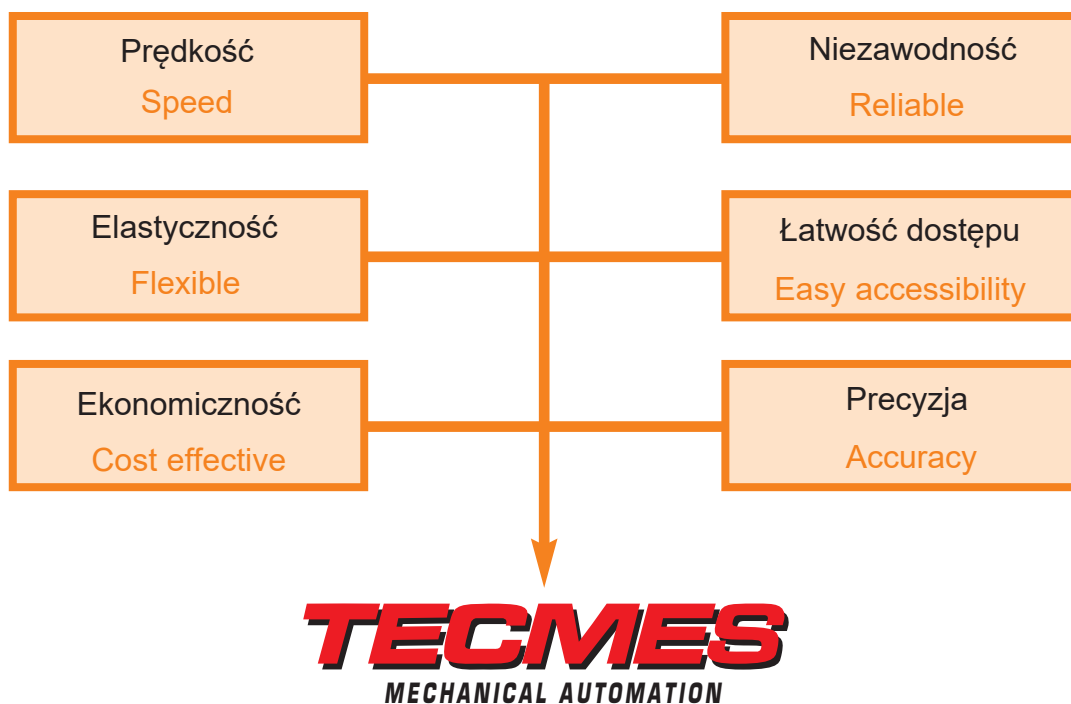 Prędkość
Speed
Niezawodność
Reliable
Elastyczność
Flexible
Łatwość dostępu
Easy accessibility
Ekonomiczność
Cost effective
Precyzja
Accuracy
TECMES
MECHANICAL AUTOMATION